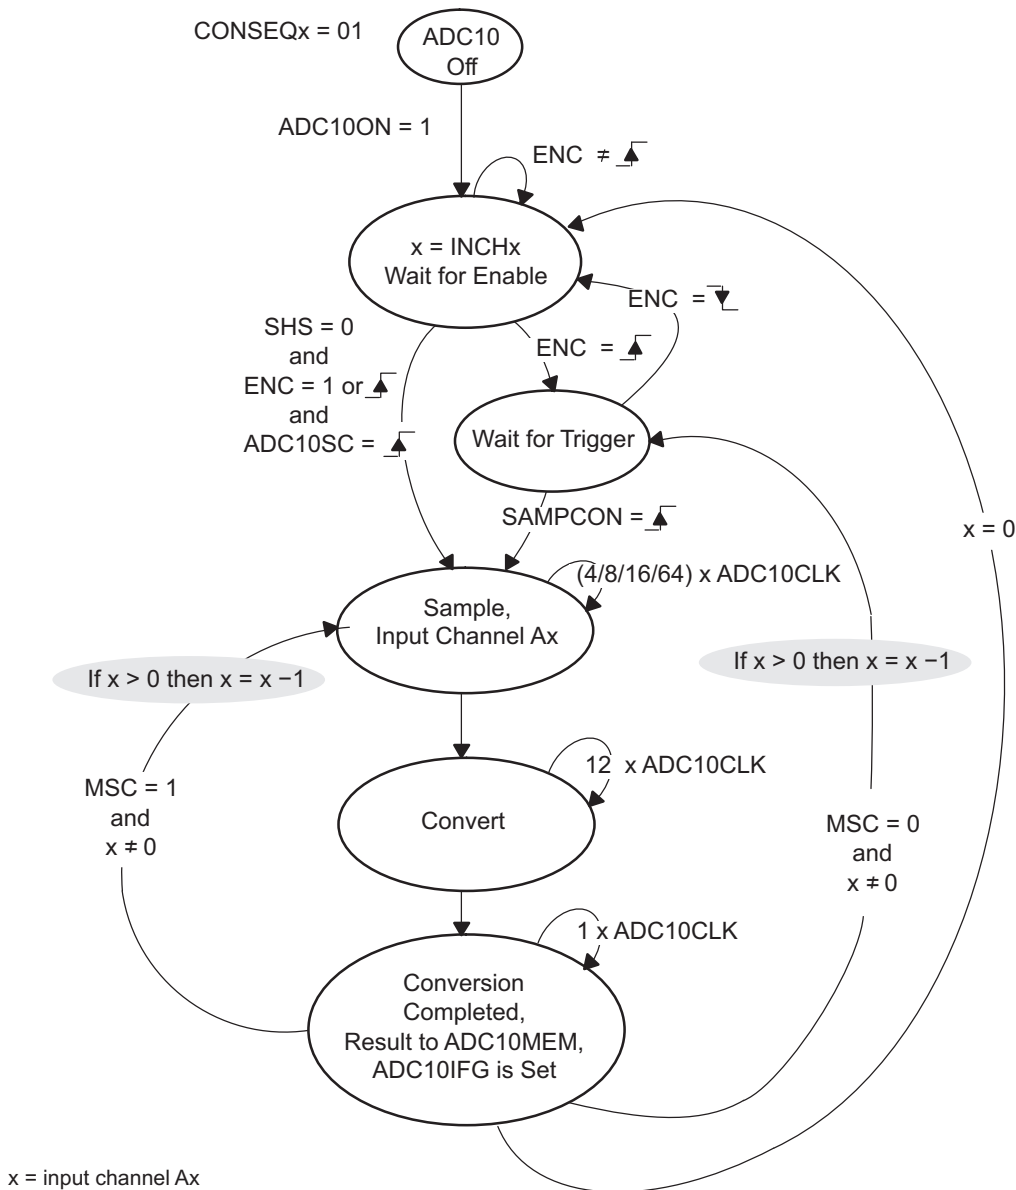 CONSEQx = 01
ADC10
Off
ADC10ON = 1
ENC ≠
x = INCHx
Wait for Enable
ENC =
SHS = 0
and
ENC = 1 or
and
ADC10SC =
ENC =
Wait for Trigger
SAMPCON =
x = 0
(4/8/16/64) x ADC10CLK
Sample,
Input Channel Ax
If x > 0 then x = x −1
If x > 0 then x = x −1
12 x ADC10CLK
MSC = 1
and
x ≠ 0
Convert
MSC = 0
and
x ≠ 0
1 x ADC10CLK
Conversion
Completed,
Result to ADC10MEM,
ADC10IFG is Set
x = input channel Ax